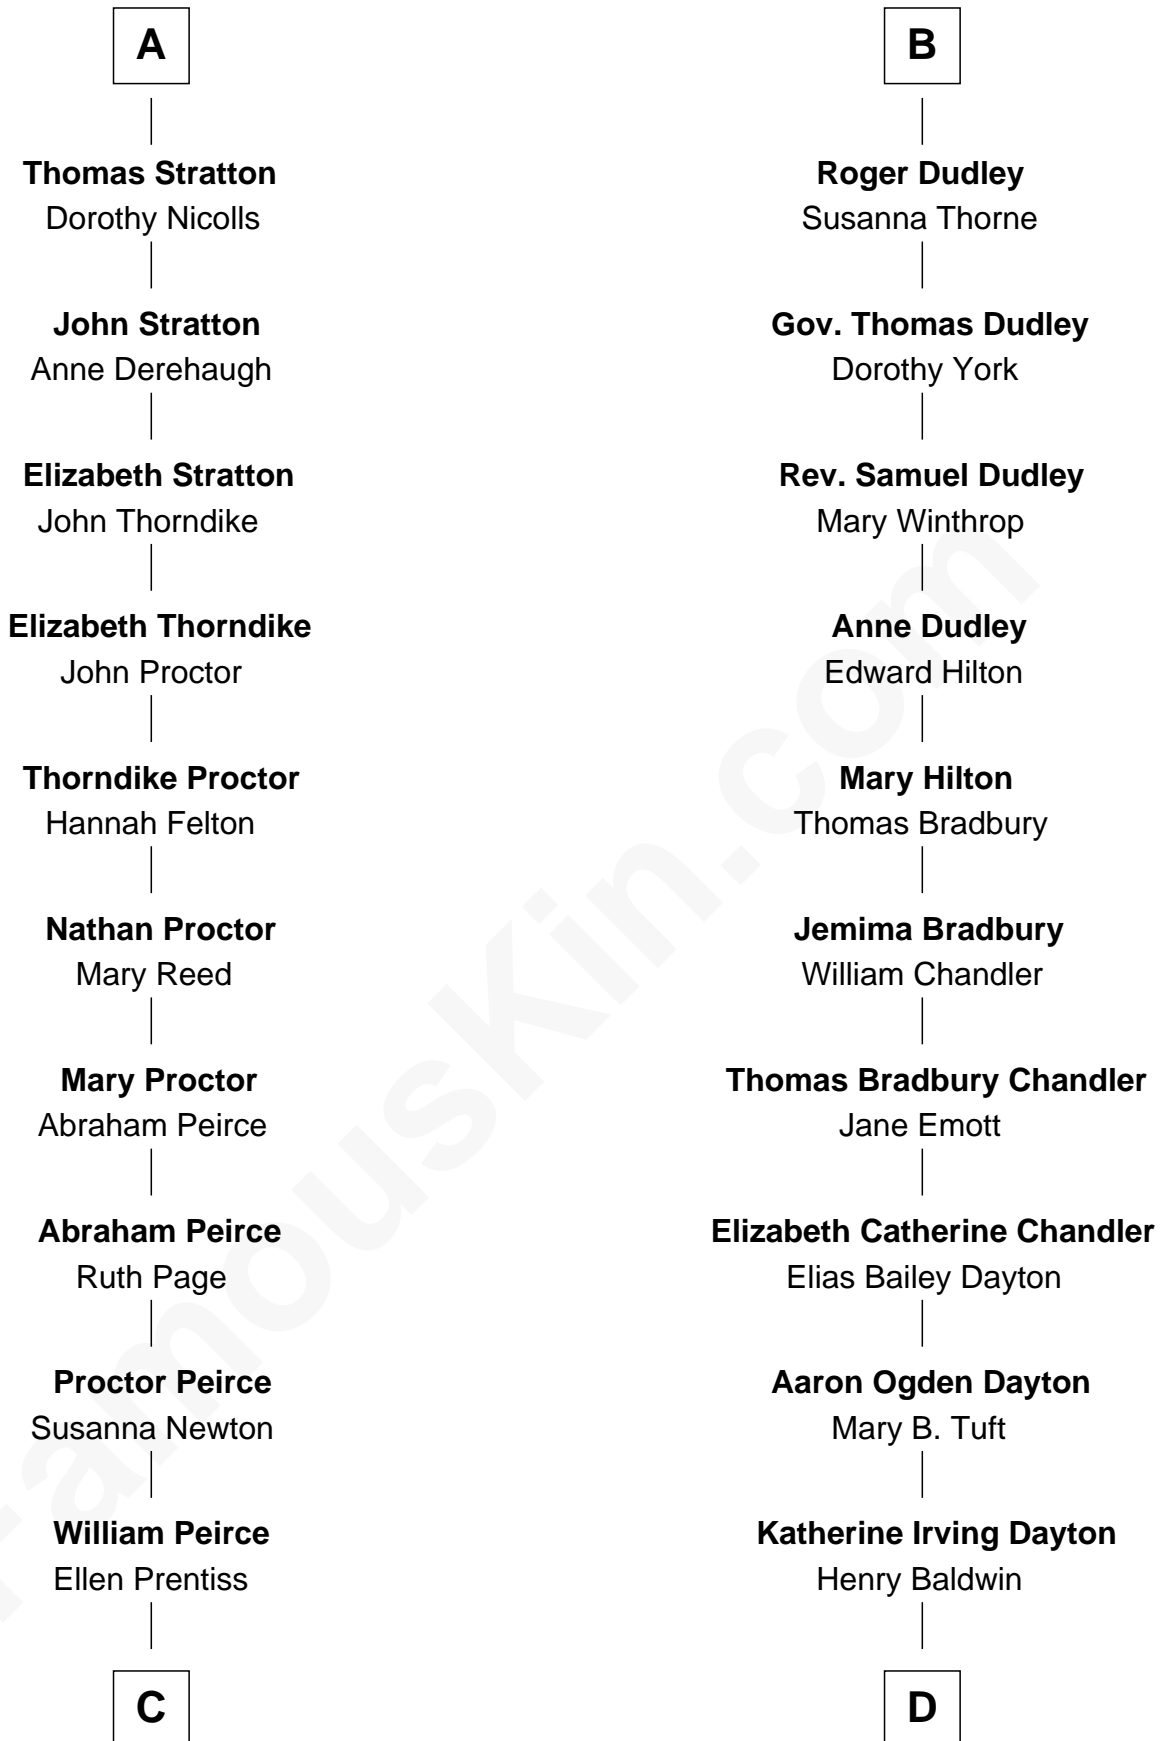 A
Thomas Stratton
Dorothy Nicolls
John Stratton
Anne Derehaugh
Elizabeth Stratton
John Thorndike
Elizabeth Thorndike
John Proctor
Thorndike Proctor
Hannah Felton
Nathan Proctor
Mary Reed
Mary Proctor
Abraham Peirce
Abraham Peirce
Ruth Page
Proctor Peirce
Susanna Newton
William Peirce
Ellen Prentiss
C
B
Roger Dudley
Susanna Thorne
Gov. Thomas Dudley
Dorothy York
Rev. Samuel Dudley
Mary Winthrop
Anne Dudley
Edward Hilton
Mary Hilton
Thomas Bradbury
Jemima Bradbury
William Chandler
Thomas Bradbury Chandler
Jane Emott
Elizabeth Catherine Chandler
Elias Bailey Dayton
Aaron Ogden Dayton
Mary B. Tuft
Katherine Irving Dayton
Henry Baldwin
D
FamousKin.com